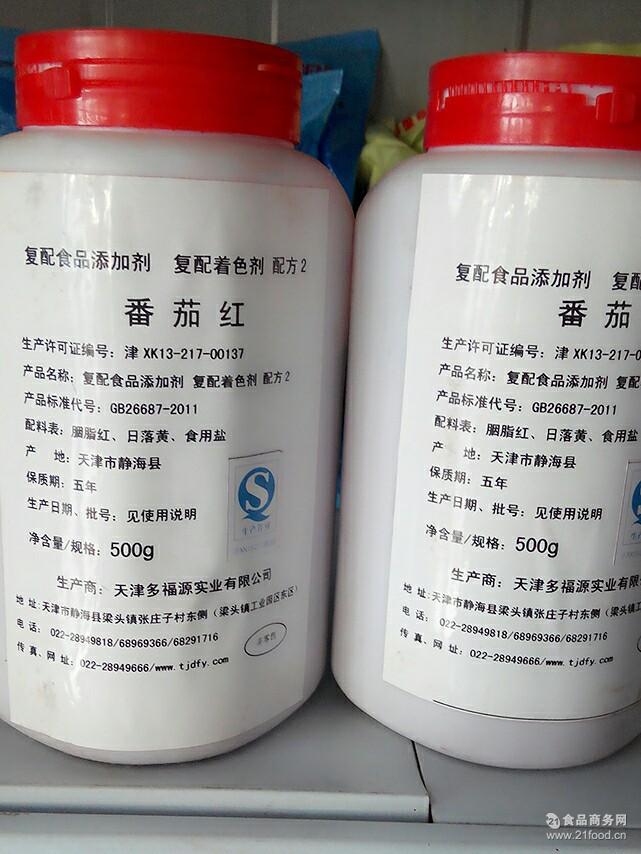 复配食品添加剂 复配着色剂 配方2
番茄红
生产许可证编号：津 XK13-217-00137
产品名称：复配食品添加剂 复配着色剂 配方2
产品标准代号：GB26687-2011
配料表：胭脂红、日落黄、食用盐
产 地：天津市静海县
保质期：五年
生产日期、批号：见使用说明
净含量/规格：500g
生产商：天津多福源实业有限公司
地 址：天津市静海县梁头镇张庄子村东侧（梁头镇工业园区东区）
电 话：022-28949818/68969366/68291716
传 真、网 址：022-28949666/www.tjdfy.com
S
生产许可
非零售
复配食品添加剂 复配
番茄
生产许可证编号：津 XK13-217-0
产品名称：复配食品添加剂 复配
产品标准代号：GB26687-2011
配料表：胭脂红、日落黄、食用盐
产 地：天津市静海县
保质期：五年
生产日期、批号：见使用说明
净含量/规格：500g
生产商：天津多福源实业有限公司
地 址：天津市静海县梁头镇张庄子村东侧（梁头镇工
电 话：022-28949818/68969366/68291716
传 真、网 址：022-28949666/www.tjdfy.com
21食品商务网
www.21food.cn